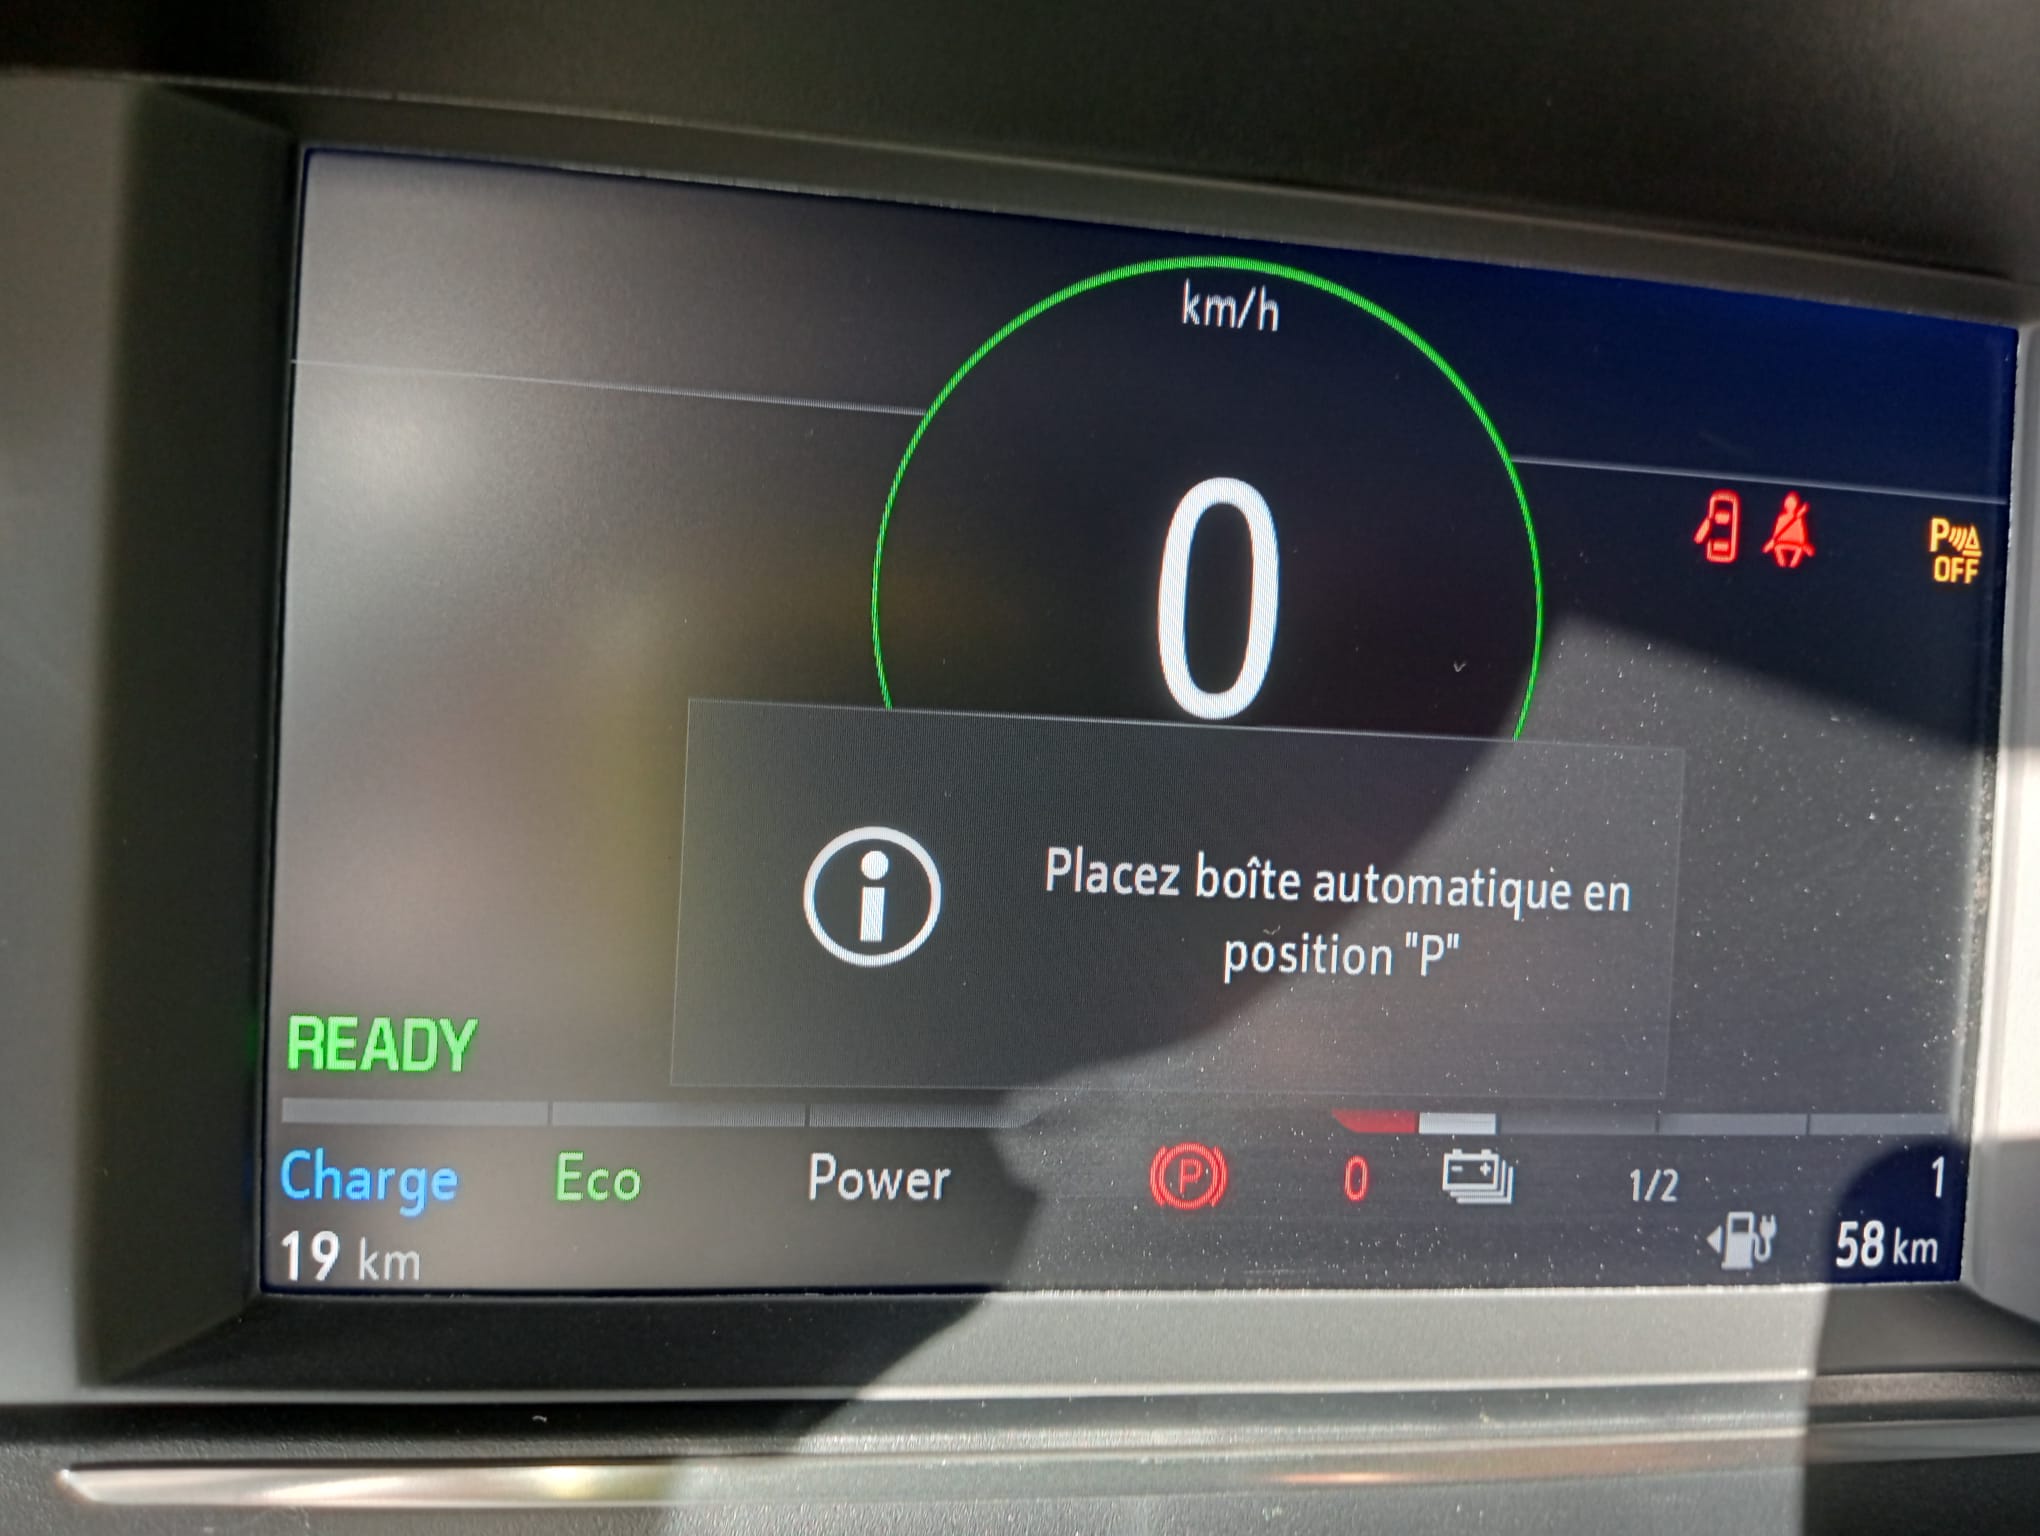 km/h
0
P
OFF
Placez boîte automatique en
position "P"
READY
Charge Eco Power
P 0 1/2 1
19 km 58 km